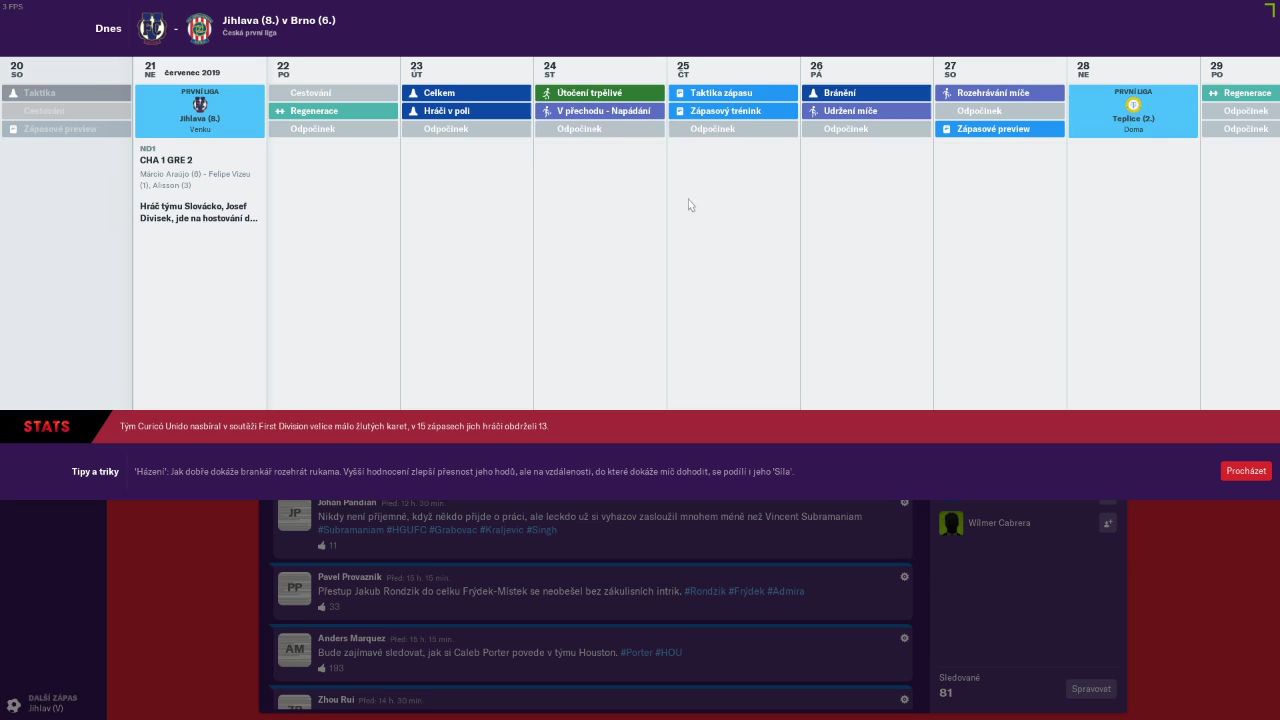 3 FPS
Dnes
-
Jihlava (8.) v Brno (6.)
Česká první liga
20
SO
21
NE
červenec 2019
22
PO
23
ÚT
24
ST
25
ČT
26
PÁ
27
SO
28
NE
29
PO
Taktika
Cestování
Zápasové preview
PRVNÍ LIGA
Jihlava (8.)
Venku
Cestování
Regenerace
Odpočinek
Celkem
Hráči v poli
Odpočinek
Útočení trpělivé
V přechodu - Napádání
Odpočinek
Taktika zápasu
Zápasový trénink
Odpočinek
Bránění
Udržení míče
Odpočinek
Rozehrávání míče
Odpočinek
Zápasové preview
PRVNÍ LIGA
Teplice (2.)
Doma
Regenerace
Odpočinek
Odpočinek
ND1
CHA 1 GRE 2
Márcio Araújo (6) - Felipe Vizeu
(1), Alisson (3)
Hráč týmu Slovácko, Josef
Divisek, jde na hostování d...
STATS
Tým Curicó Unido nasbíral v soutěži First Division velice málo žlutých karet, v 15 zápasech jich hráči obdrželi 13.
Tipy a triky
'Házení': Jak dobře dokáže brankář rozehrát rukama. Vyšší hodnocení zlepší přesnost jeho hodů, ale na vzdálenosti, do které dokáže míč dohodit, se podílí i jeho 'Síla'.
Procházet
JP
Johan Pandian Před: 12 h. 30 min.
Nikdy není příjemné, když někdo přijde o práci, ale leckdo už si vyhazov zasloužil mnohem méně než Vincent Subramaniam
#Subramaniam #HGUFC #Grabovac #Kraljevic #Singh
11
PP
Pavel Provaznik Před: 15 h. 15 min.
Přestup Jakub Rondzik do celku Frýdek-Místek se neobešel bez zákulisních intrik. #Rondzik #Frýdek #Admira
33
AM
Anders Marquez Před: 15 h. 15 min.
Bude zajímavé sledovat, jak si Caleb Porter povede v týmu Houston. #Porter #HOU
193
Zhou Rui Před: 14 h. 30 min.
Wílmer Cabrera
Sledované
81
Spravovat
DALŠÍ ZÁPAS
Jihlav (V)